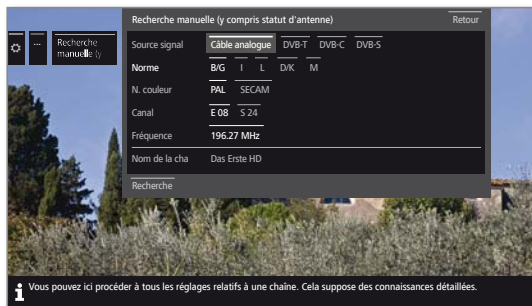 Recherche manuelle (y compris statut d'antenne) Retour
... Recherche manuelle (y
Source signal Câble analogue DVB-T DVB-C DVB-S
Norme B/G I L D/K M
N. couleur PAL SECAM
Canal E 08 S 24
Fréquence 196.27 MHz
Nom de la cha Das Erste HD
Recherche
i Vous pouvez ici procéder à tous les réglages relatifs à une chaîne. Cela suppose des connaissances détaillées.